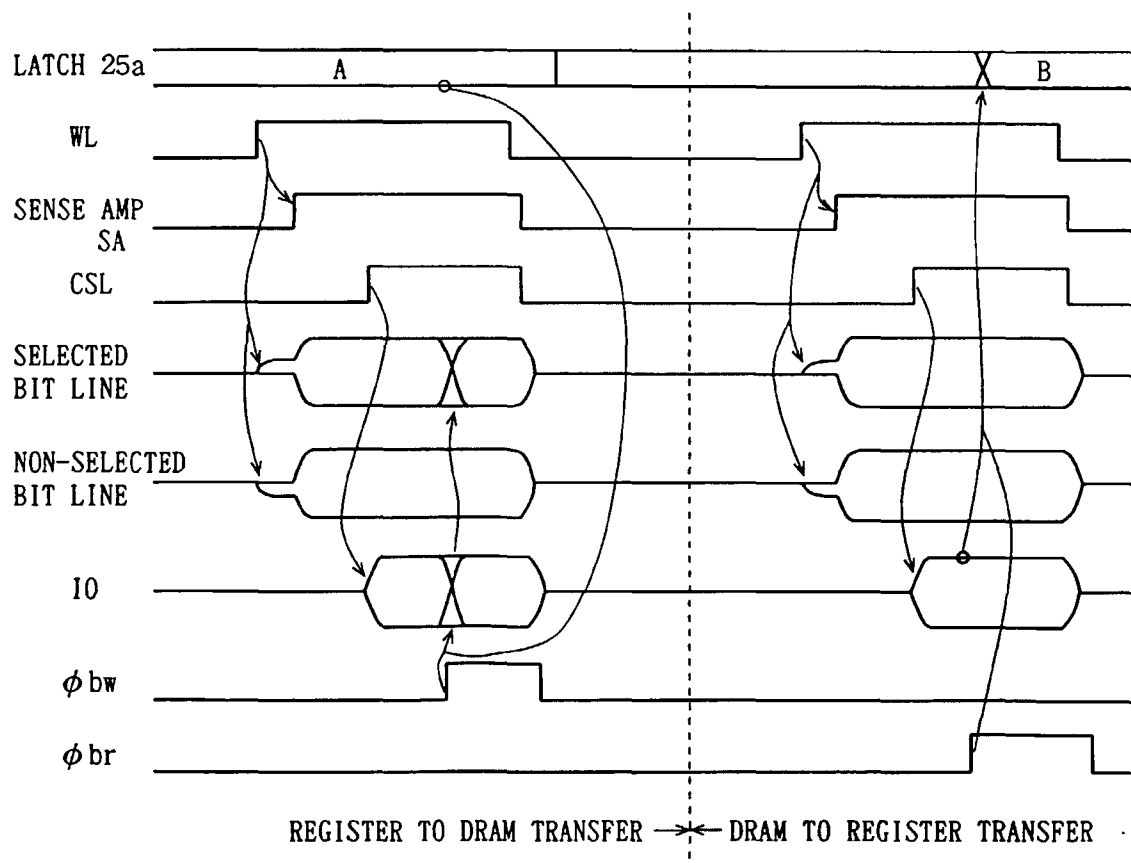 LATCH 25a
A
B
WL
SENSE AMP
SA
CSL
SELECTED
BIT LINE
NON-SELECTED
BIT LINE
IO
φbw
φbr
REGISTER TO DRAM TRANSFER
DRAM TO REGISTER TRANSFER